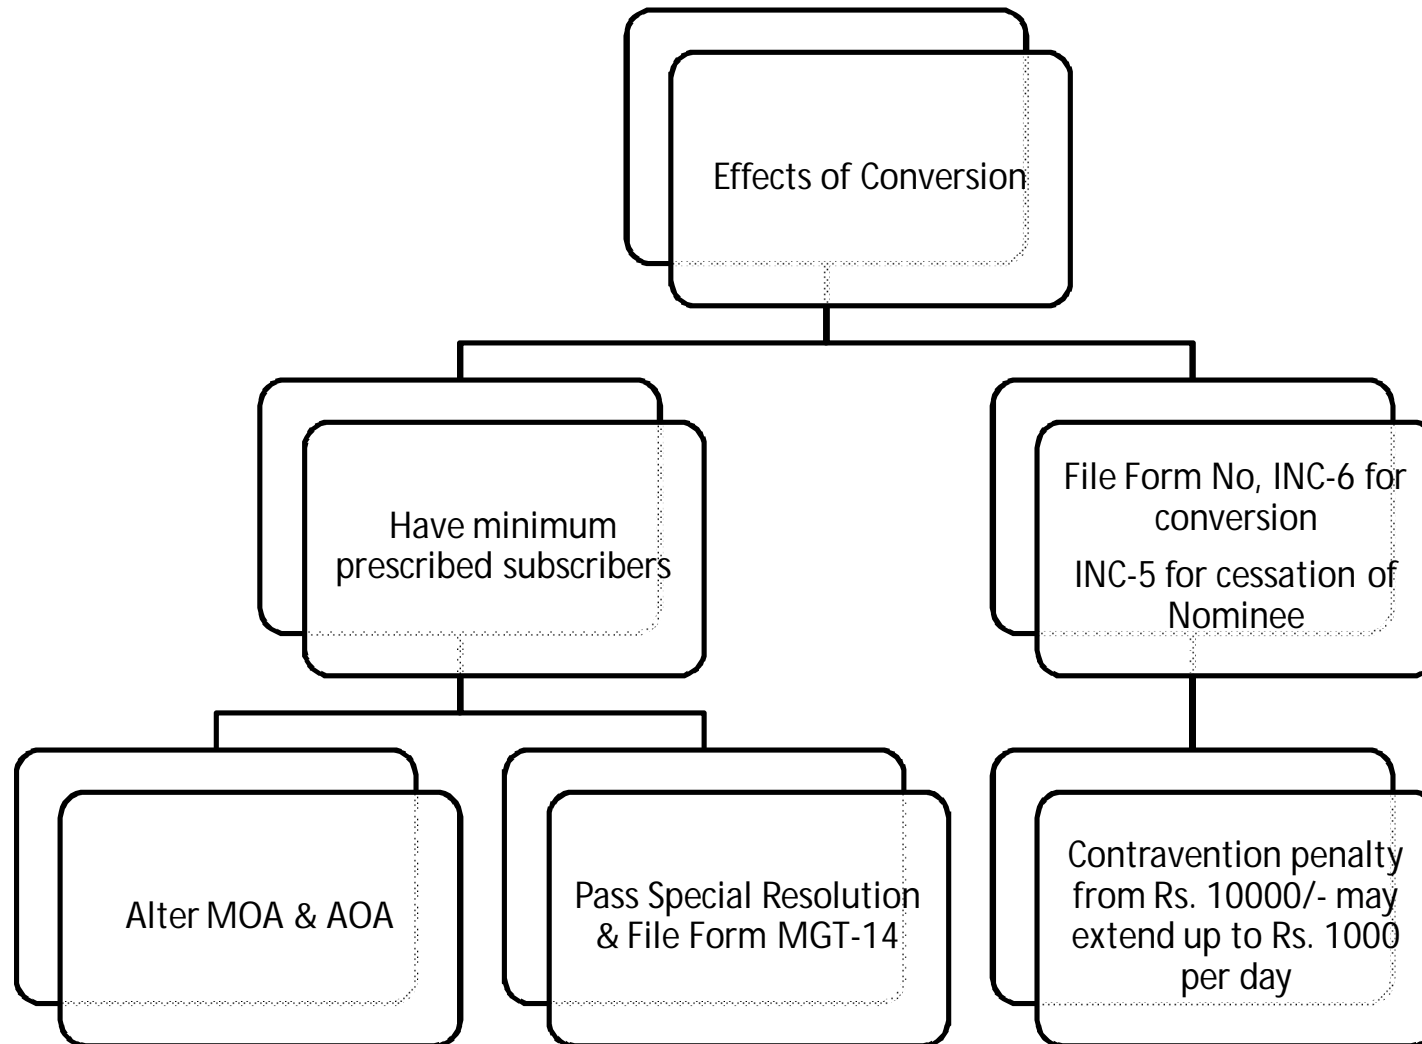 Effects of Conversion
Have minimum
prescribed subscribers
File Form No, INC-6 for
conversion
INC-5 for cessation of
Nominee
Alter MOA & AOA
Pass Special Resolution
& File Form MGT-14
Contravention penalty
from Rs. 10000/- may
extend up to Rs. 1000
per day